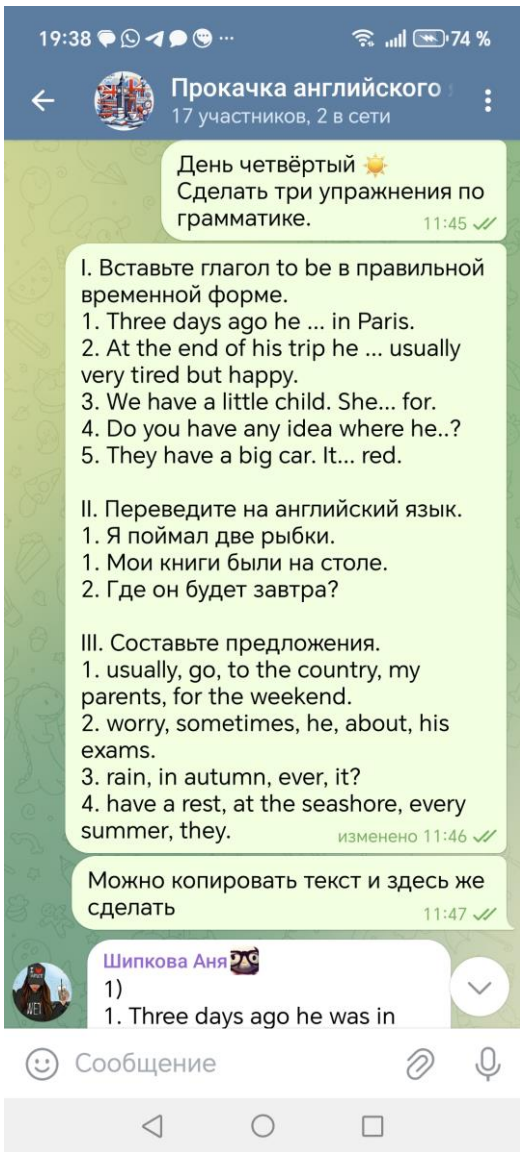 19:38 ... 74 %
Прокачка английского
17 участников, 2 в сети
День четвёртый ☀️
Сделать три упражнения по
грамматике. 11:45
I. Вставьте глагол to be в правильной
временной форме.
1. Three days ago he ... in Paris.
2. At the end of his trip he ... usually
very tired but happy.
3. We have a little child. She... for.
4. Do you have any idea where he..?
5. They have a big car. It... red.
II. Переведите на английский язык.
1. Я поймал две рыбки.
1. Мои книги были на столе.
2. Где он будет завтра?
III. Составьте предложения.
1. usually, go, to the country, my
parents, for the weekend.
2. worry, sometimes, he, about, his
exams.
3. rain, in autumn, ever, it?
4. have a rest, at the seashore, every
summer, they. изменено 11:46
Можно копировать текст и здесь же
сделать 11:47
Шипкова Аня
1)
1. Three days ago he was in
Сообщение